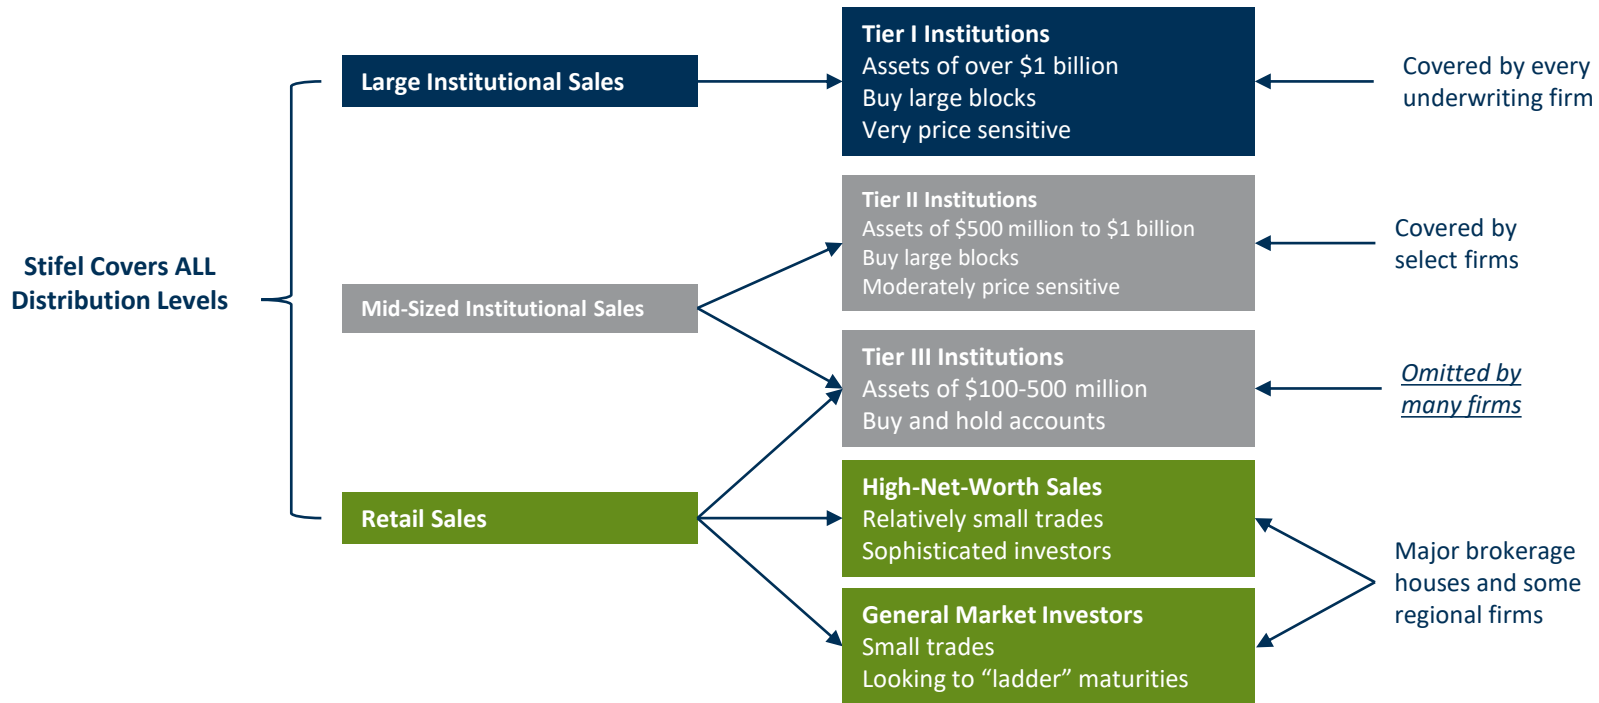 Stifel Covers ALL
Distribution Levels
Large Institutional Sales
Mid-Sized Institutional Sales
Retail Sales
Tier I Institutions
Assets of over $1 billion
Buy large blocks
Very price sensitive
Tier II Institutions
Assets of $500 million to $1 billion
Buy large blocks
Moderately price sensitive
Tier III Institutions
Assets of $100-500 million
Buy and hold accounts
High-Net-Worth Sales
Relatively small trades
Sophisticated investors
General Market Investors
Small trades
Looking to “ladder” maturities
Covered by every
underwriting firm
Covered by
select firms
Omitted by
many firms
Major brokerage
houses and some
regional firms